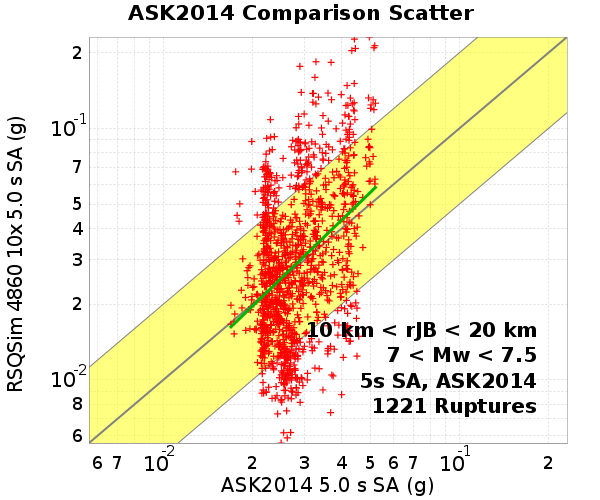 ASK2014 Comparison Scatter
RSQSim 4860 10x 5.0 s SA (g)
2
10⁻¹
7
5
4
3
2
10⁻²
8
6
10 km < rJB < 20 km
7 < Mw < 7.5
5s SA, ASK2014
1221 Ruptures
6 7 10⁻² 2 3 4 5 6 7 10⁻¹ 2
ASK2014 5.0 s SA (g)